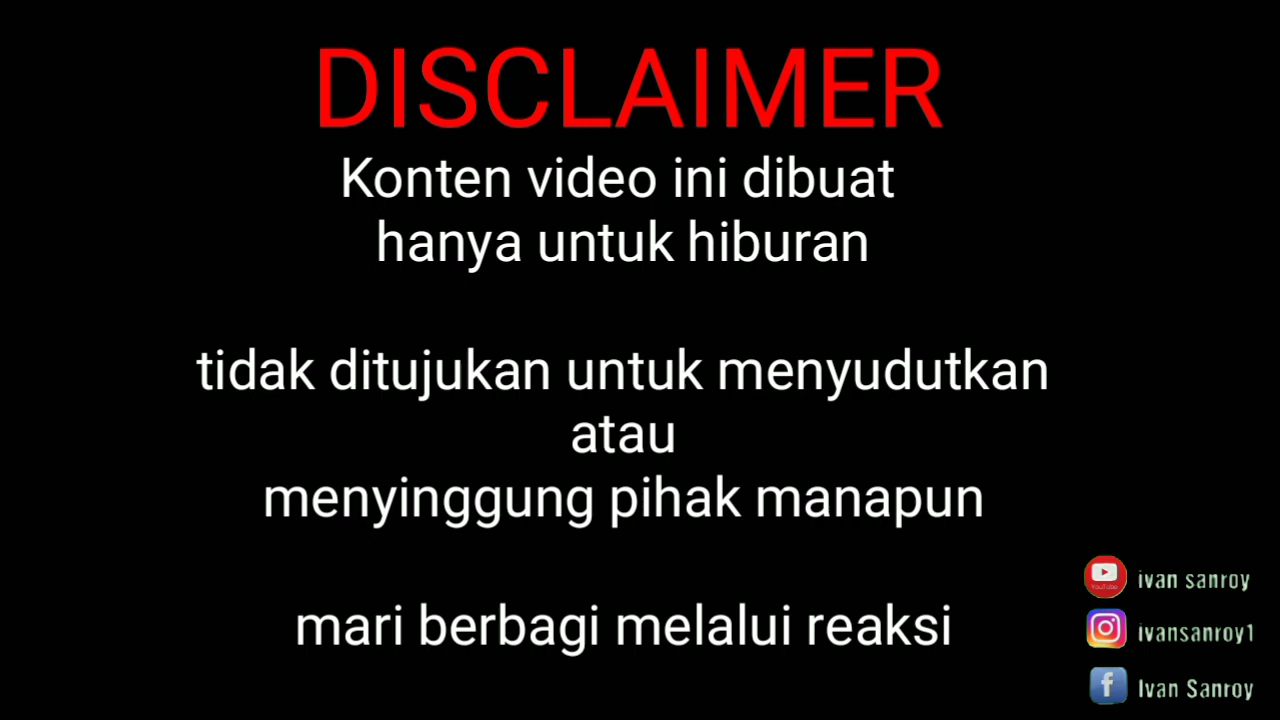 DISCLAIMER
Konten video ini dibuat
hanya untuk hiburan
tidak ditujukan untuk menyudutkan
atau
menyinggung pihak manapun
mari berbagi melalui reaksi
YouTube
ivan sanroy
ivansanroy1
Ivan Sanroy